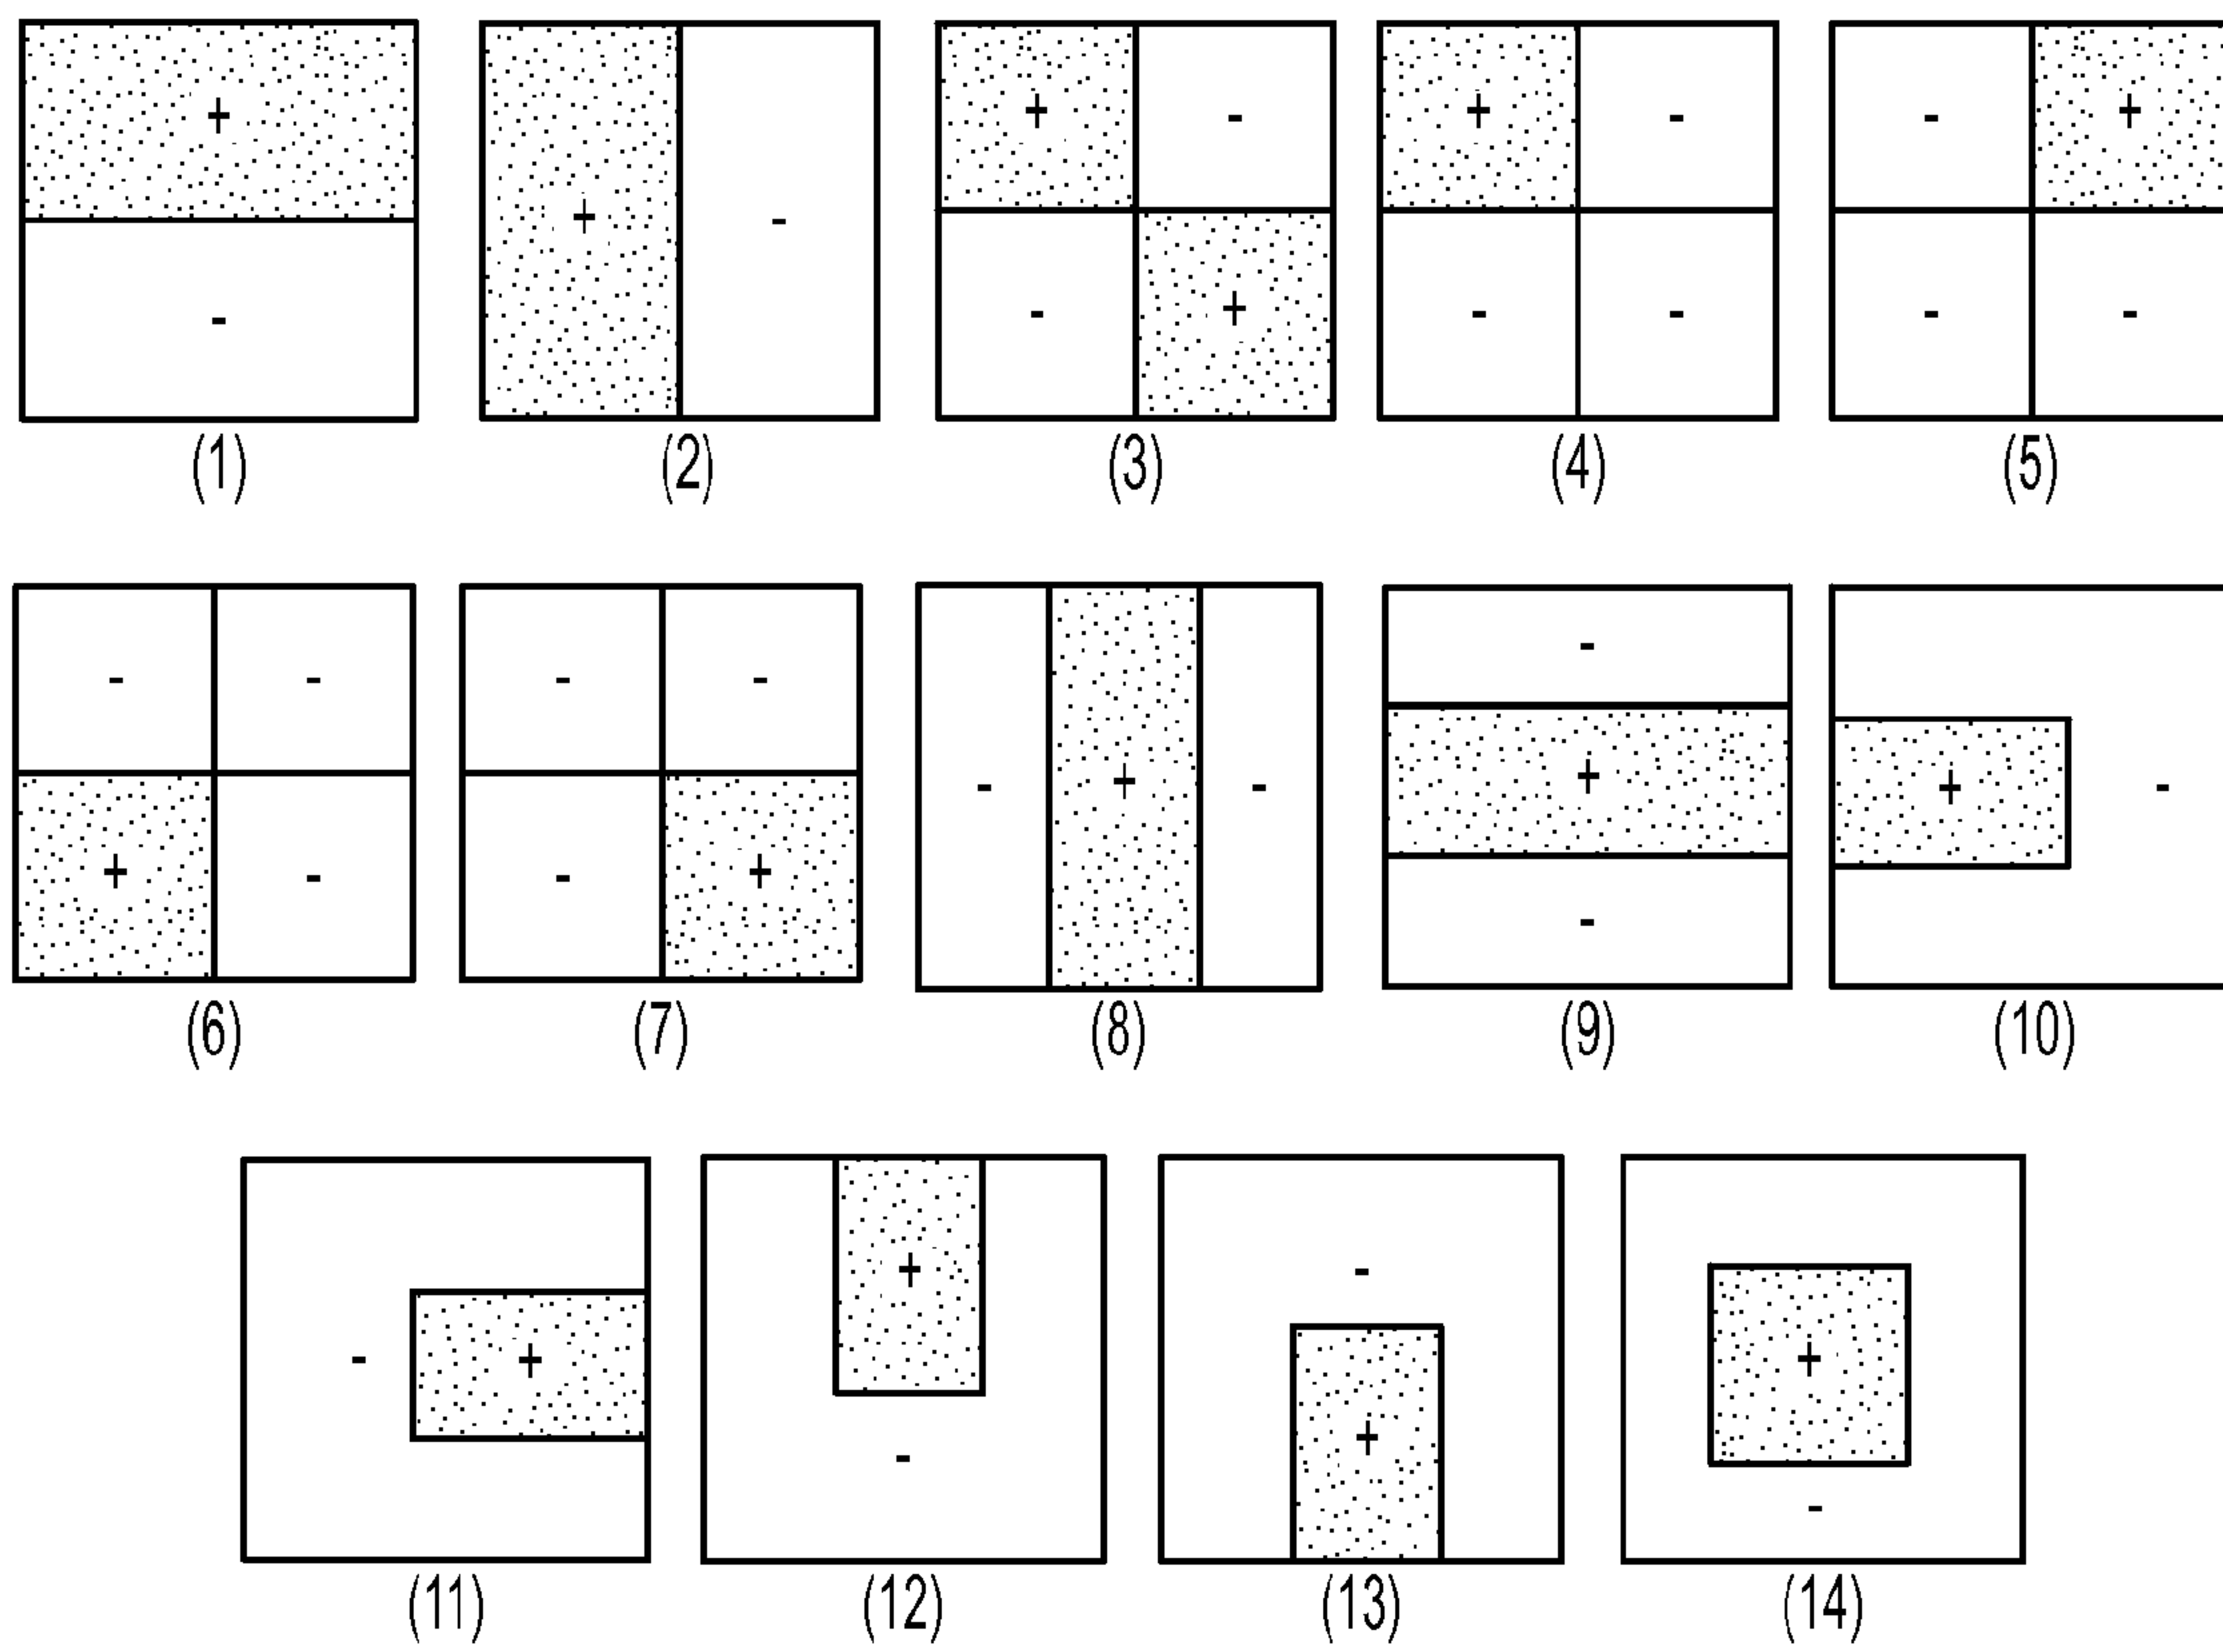 + + + - - + - - +
- - - + - - - - -
(1) (2) (3) (4) (5)
- - - - - - + - + + -
+ - - + -
(6) (7) (8) (9) (10)
- + + - - + + -
(11) (12) (13) (14)